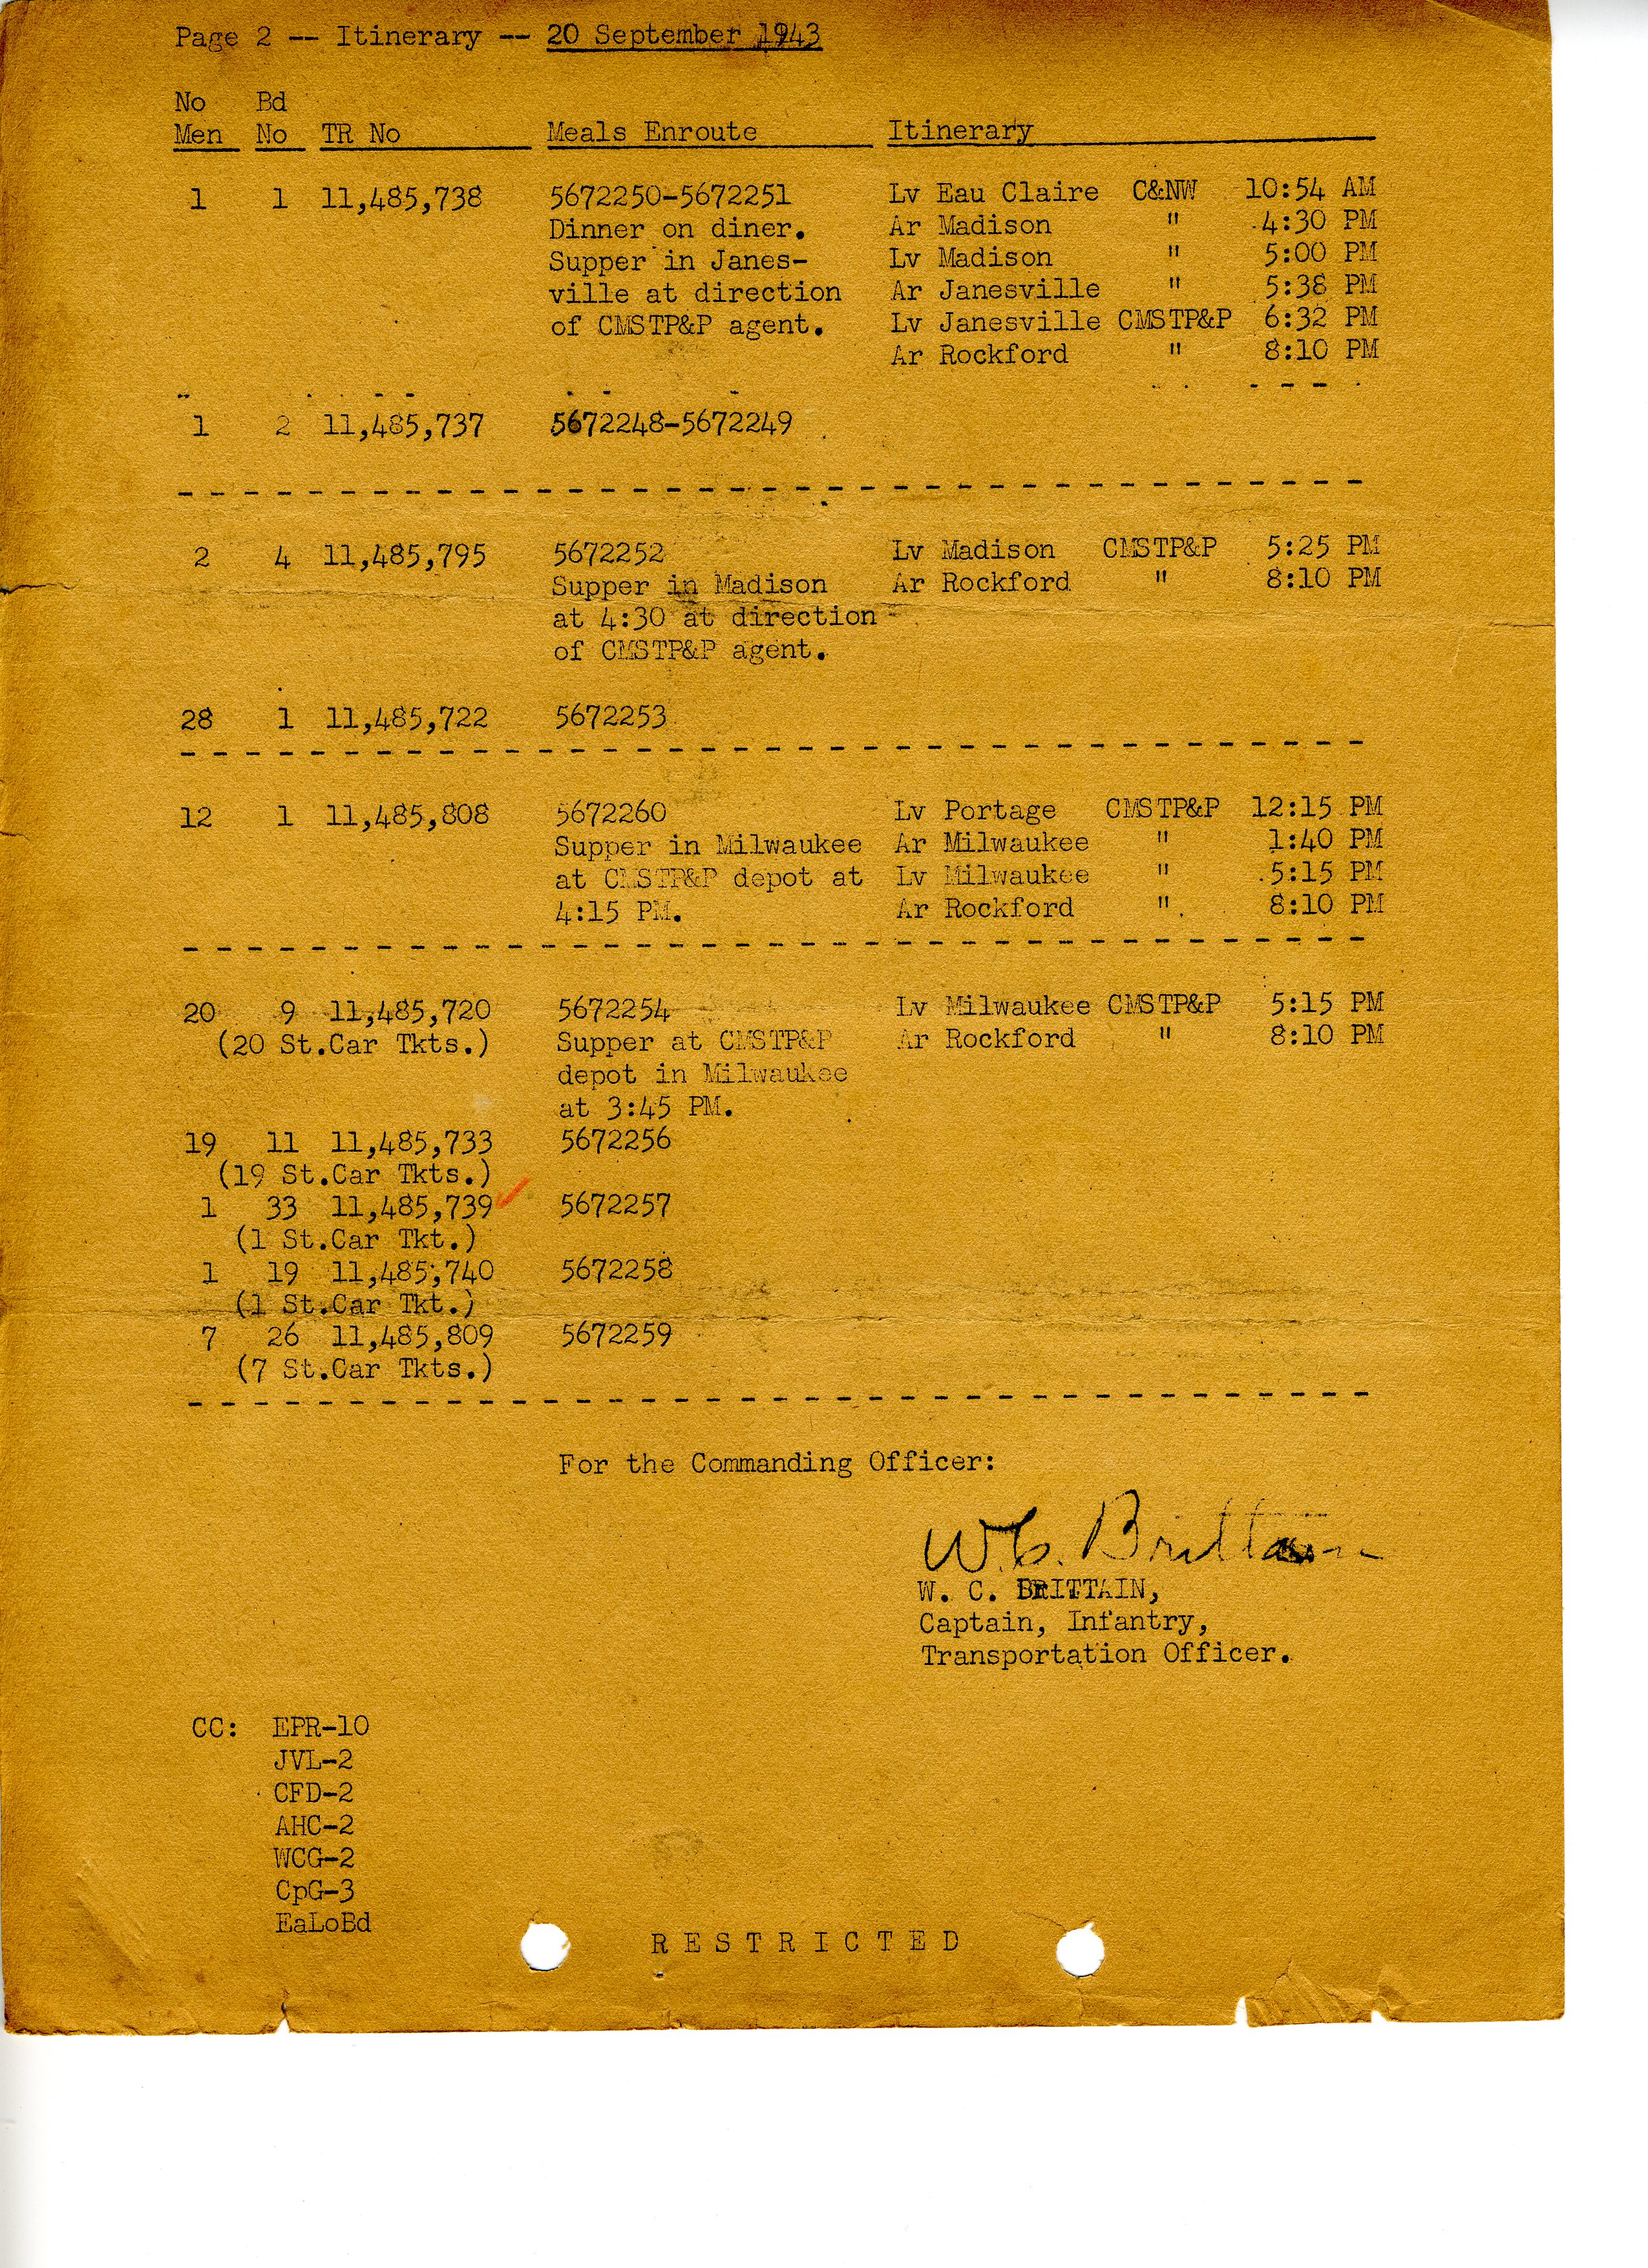 Page 2 -- Itinerary -- 20 September 1943
No Bd
Men No TR No Meals Enroute Itinerary
1 1 11,485,738 5672250-5672251 Lv Eau Claire C&NW 10:54 AM
Dinner on diner. Ar Madison " 4:30 PM
Supper in Janes- Lv Madison " 5:00 PM
ville at direction Ar Janesville " 5:38 PM
of CMSTP&P agent. Lv Janesville CMSTP&P 6:32 PM
Ar Rockford " 8:10 PM
1 2 11,485,737 5672248-5672249
2 4 11,485,795 5672252 Lv Madison CMSTP&P 5:25 PM
Supper in Madison Ar Rockford " 8:10 PM
at 4:30 at direction
of CMSTP&P agent.
28 1 11,485,722 5672253
12 1 11,485,808 5672260 Lv Portage CMSTP&P 12:15 PM
Supper in Milwaukee Ar Milwaukee " 1:40 PM
at CMSTP&P depot at Lv Milwaukee " 5:15 PM
4:15 PM. Ar Rockford " 8:10 PM
20 9 11,485,720 5672254 Lv Milwaukee CMSTP&P 5:15 PM
(20 St.Car Tkts.) Supper at CMSTP&P Ar Rockford " 8:10 PM
depot in Milwaukee
at 3:45 PM.
19 11 11,485,733 5672256
(19 St.Car Tkts.)
1 33 11,485,739 5672257
(1 St.Car Tkt.)
1 19 11,485,740 5672258
(1 St.Car Tkt.)
7 26 11,485,809 5672259
(7 St.Car Tkts.)
For the Commanding Officer:
W.C. Brittain
W. C. BRITTAIN,
Captain, Infantry,
Transportation Officer.
CC: EPR-10
JVL-2
CFD-2
AHC-2
WCG-2
CpG-3
EaLoBd
RESTRICTED